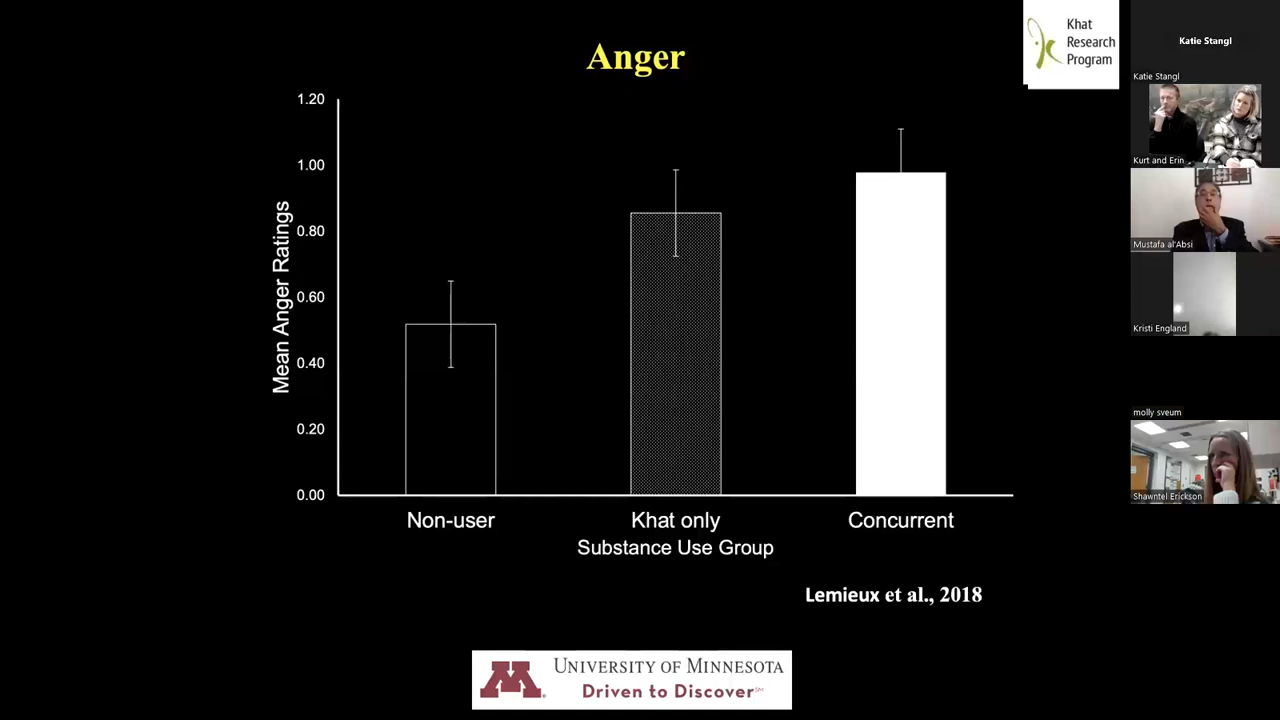 Anger
Khat
Research
Program
1.20
1.00
0.80
0.60
0.40
0.20
0.00
Mean Anger Ratings
Non-user
Khat only
Concurrent
Substance Use Group
Lemieux et al., 2018
UNIVERSITY OF MINNESOTA
Driven to Discover℠
Katie Stangl
Katie Stangl
Kurt and Erin
Mustafa al'Absi
Kristi England
molly sveum
Shawntel Erickson